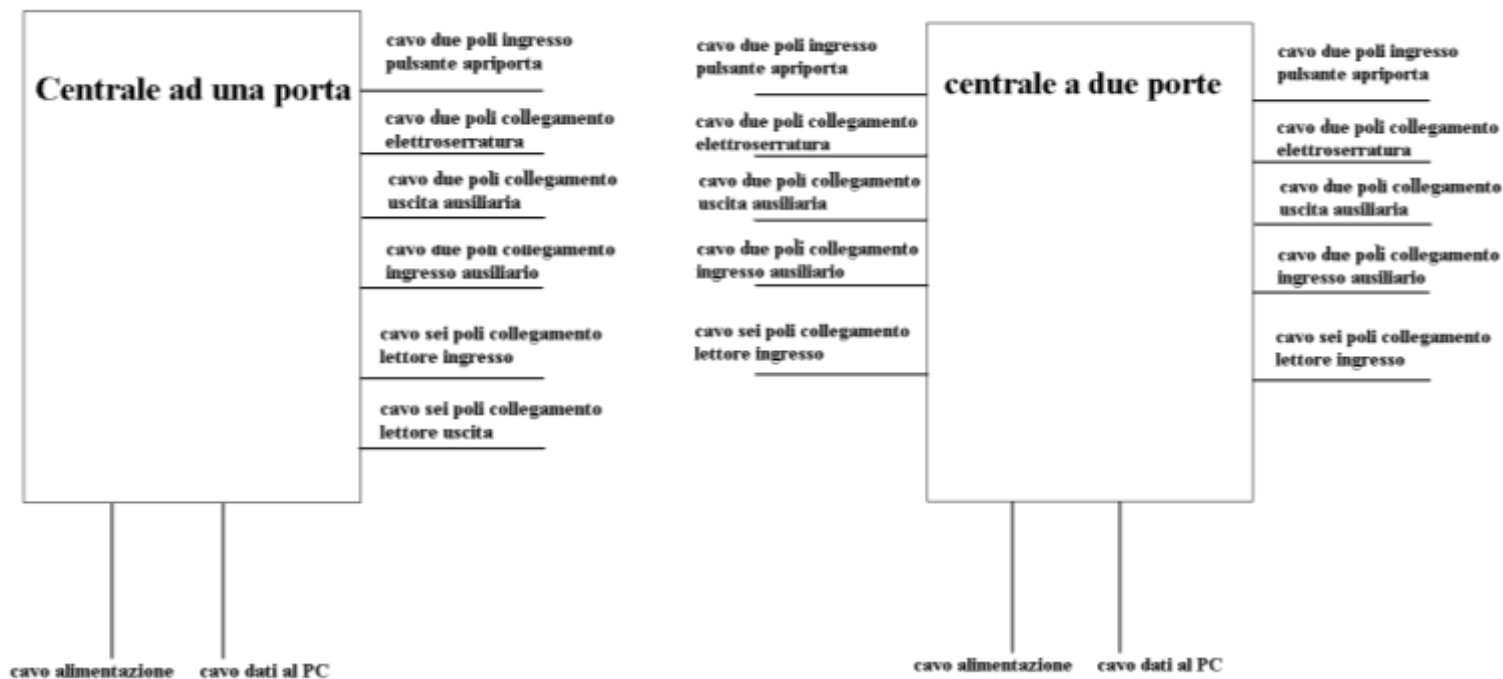 Centrale ad una porta
cavo due poli ingresso
pulsante apriporta
cavo due poli collegamento
elettroserratura
cavo due poli collegamento
uscita ausiliaria
cavo due poli collegamento
ingresso ausiliario
cavo sei poli collegamento
lettore ingresso
cavo sei poli collegamento
lettore uscita
cavo alimentazione
cavo dati al PC
cavo due poli ingresso
pulsante apriporta
cavo due poli collegamento
elettroserratura
cavo due poli collegamento
uscita ausiliaria
cavo due poli collegamento
ingresso ausiliario
cavo sei poli collegamento
lettore ingresso
centrale a due porte
cavo due poli ingresso
pulsante apriporta
cavo due poli collegamento
elettroserratura
cavo due poli collegamento
uscita ausiliaria
cavo due poli collegamento
ingresso ausiliario
cavo sei poli collegamento
lettore ingresso
cavo alimentazione
cavo dati al PC